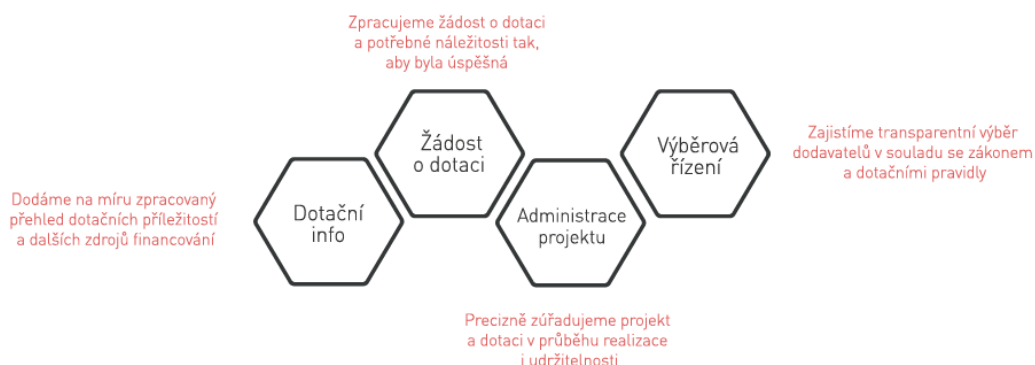 Zpracujeme žádost o dotaci
a potřebné náležitosti tak,
aby byla úspěšná
Žádost
o dotaci
Výběrová
řízení
Zajistíme transparentní výběr
dodavatelů v souladu se zákonem
a dotačními pravidly
Dodáme na míru zpracovaný
přehled dotačních příležitostí
a dalších zdrojů financování
Dotační
info
Administrace
projektu
Precizně zúřadujeme projekt
a dotaci v průběhu realizace
i udržitelnosti